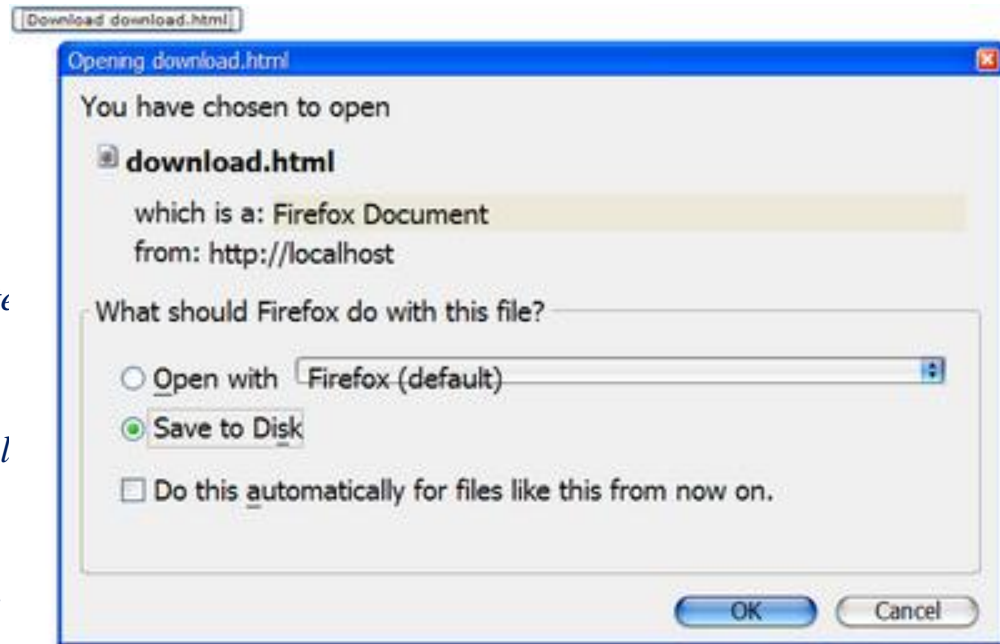 Download download.html
Opening download.html
You have chosen to open
download.html
which is a: Firefox Document
from: http://localhost
What should Firefox do with this file?
Open with Firefox (default)
Save to Disk
Do this automatically for files like this from now on.
OK Cancel